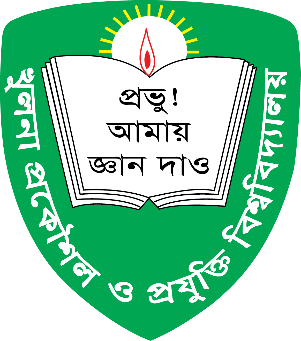 প্রভু!
আমায়
জ্ঞান দাও
খুলনা প্রকৌশল ও প্রযুক্তি বিশ্ববিদ্যালয়